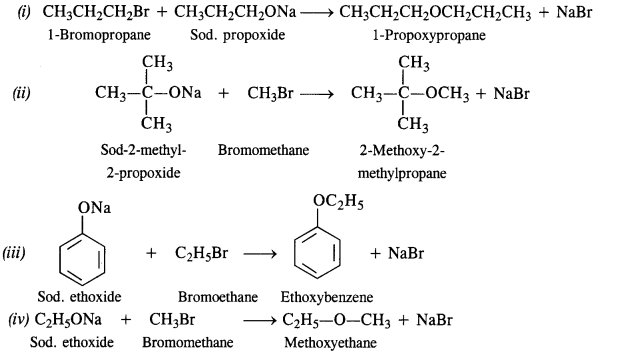 (i) CH3CH2CH2Br + CH3CH2CH2ONa ⟶ CH3CH2CH2OCH2CH2CH3 + NaBr
1-Bromopropane Sod. propoxide 1-Propoxypropane
CH3 CH3
(ii) CH3–C–ONa + CH3Br ⟶ CH3–C–OCH3 + NaBr
CH3 CH3
Sod-2-methyl- Bromomethane 2-Methoxy-2-
2-propoxide methylpropane
ONa OC2H5
(iii) + C2H5Br ⟶ + NaBr
Sod. ethoxide Bromoethane Ethoxybenzene
(iv) C2H5ONa + CH3Br ⟶ C2H5–O–CH3 + NaBr
Sod. ethoxide Bromomethane Methoxyethane